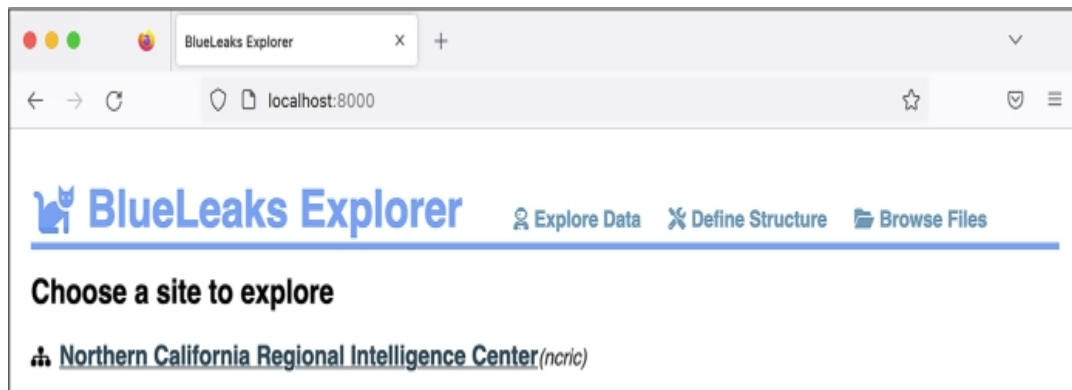 BlueLeaks Explorer
localhost:8000
BlueLeaks Explorer Explore Data Define Structure Browse Files
Choose a site to explore
Northern California Regional Intelligence Center (ncric)